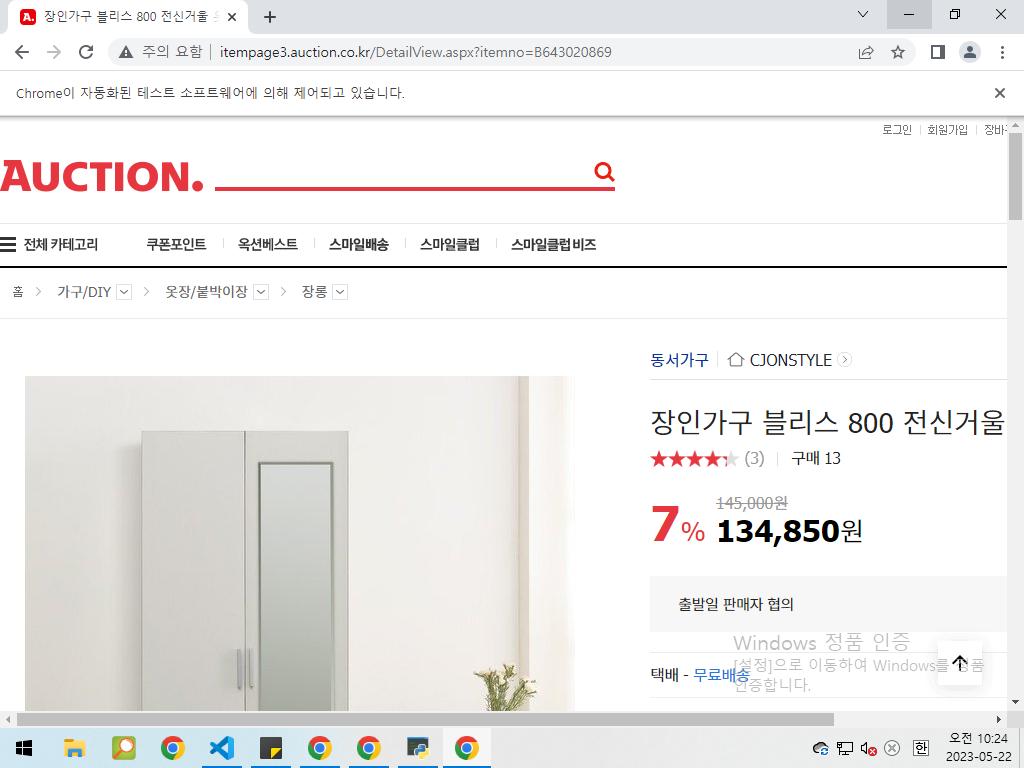 장인가구 블리스 800 전신거울
주의 요함
itempage3.auction.co.kr/DetailView.aspx?itemno=B643020869
Chrome이 자동화된 테스트 소프트웨어에 의해 제어되고 있습니다.
로그인 회원가입 장바
AUCTION.
전체 카테고리 쿠폰포인트 옥션베스트 스마일배송 스마일클럽 스마일클럽 비즈
홈 가구/DIY 옷장/붙박이장 장롱
동서가구 CJONSTYLE
장인가구 블리스 800 전신거울
(3) 구매 13
145,000원
7% 134,850원
출발일 판매자 협의
Windows 정품 인증
[설정]으로 이동하여 Windows를 정품
인증합니다.
택배 - 무료배송
한
오전 10:24
2023-05-22